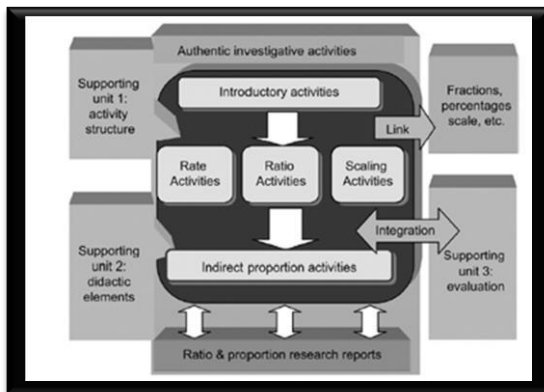 Authentic investigative activities
Supporting
unit 1:
activity
structure
Introductory activities
Fractions,
percentages
scale, etc.
Link
Rate
Activities
Ratio
Activities
Scaling
Activities
Integration
Supporting
unit 2:
didactic
elements
Indirect proportion activities
Supporting
unit 3:
evaluation
Ratio & proportion research reports